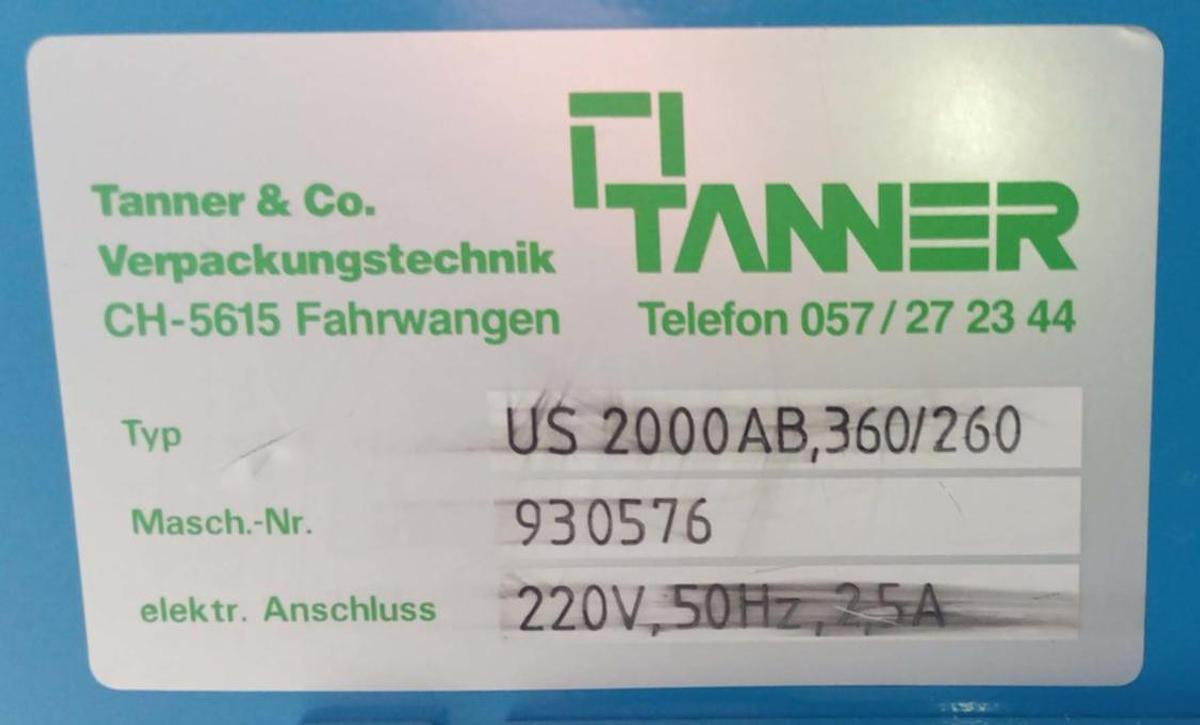 TANNER
Tanner & Co.
Verpackungstechnik
CH-5615 Fahrwangen
Telefon 057/27 23 44
Typ US 2000AB,360/260
Masch.-Nr. 930576
elektr. Anschluss 220V, 50Hz, 2,5A